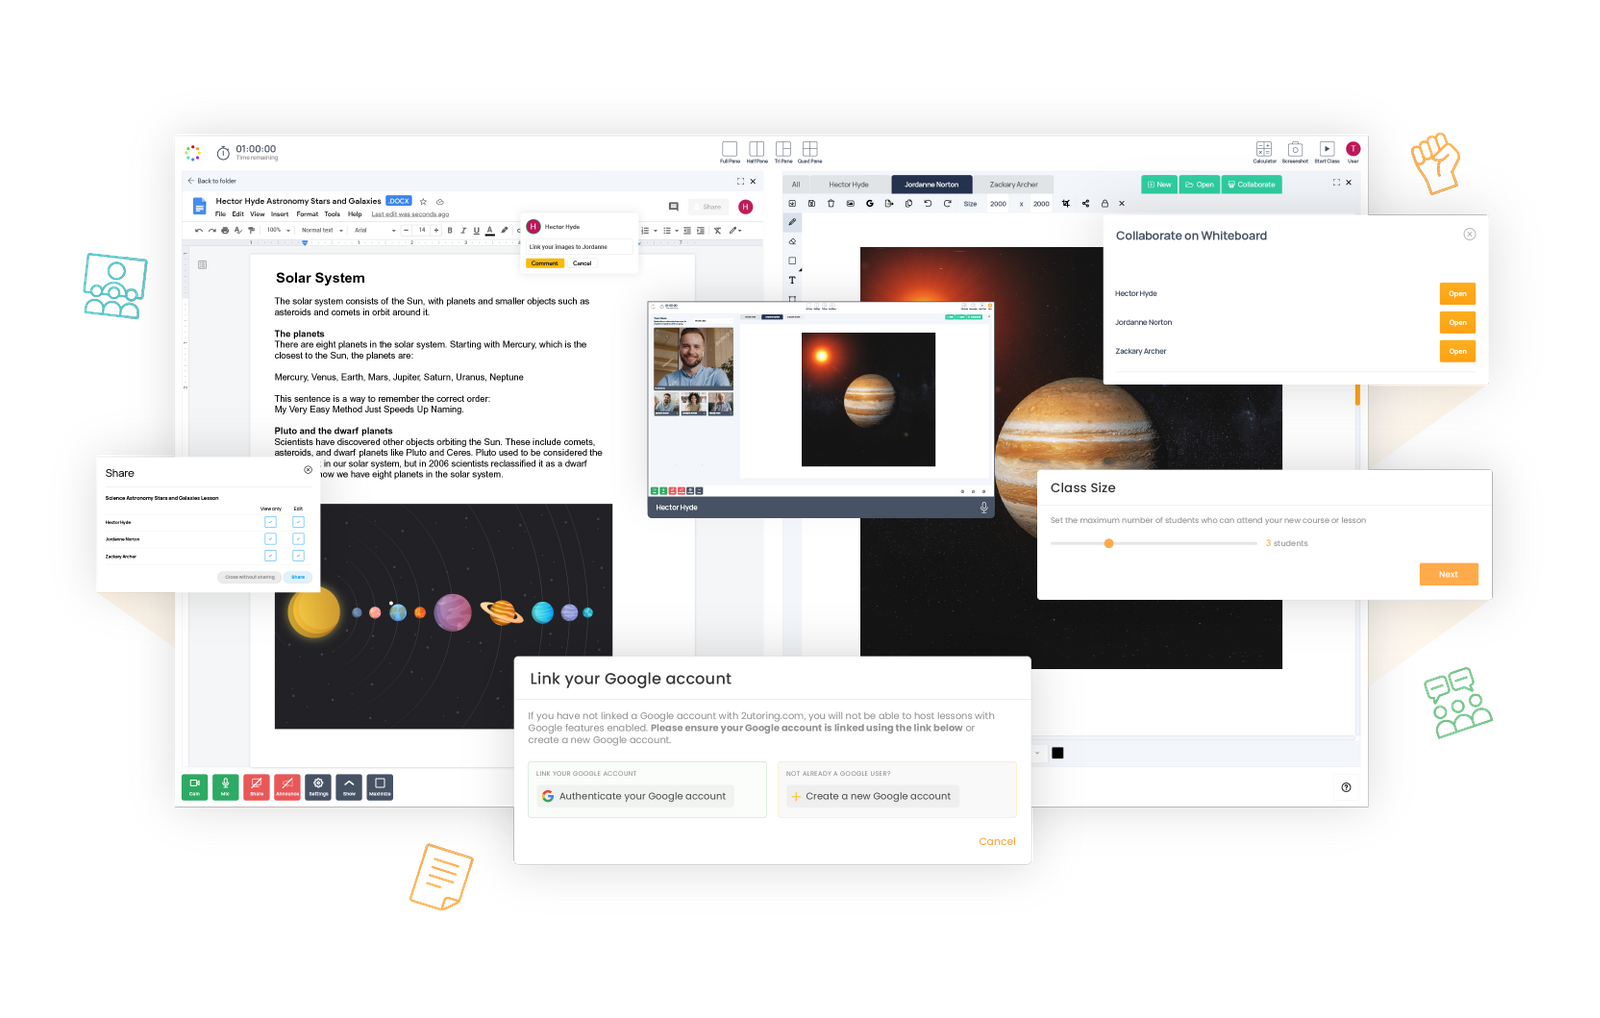 01:00:00
Time remaining
Full Pane
Half Pane
Tri Pane
Quad Pane
Calculator
Screenshot
Start Class
T
User
Back to folder
Hector Hyde Astronomy Stars and Galaxies .DOCX
File Edit View Insert Format Tools Help Last edit was seconds ago
Share
H
100% Normal text Arial 14 B I U A
H Hector Hyde
Link your images to Jordanne
Comment Cancel
Solar System
The solar system consists of the Sun, with planets and smaller objects such as
asteroids and comets in orbit around it.
The planets
There are eight planets in the solar system. Starting with Mercury, which is the
closest to the Sun, the planets are:
Mercury, Venus, Earth, Mars, Jupiter, Saturn, Uranus, Neptune
This sentence is a way to remember the correct order:
My Very Easy Method Just Speeds Up Naming.
Pluto and the dwarf planets
Scientists have discovered other objects orbiting the Sun. These include comets,
asteroids, and dwarf planets like Pluto and Ceres. Pluto used to be considered the
in our solar system, but in 2006 scientists reclassified it as a dwarf
now we have eight planets in the solar system.
Share
Science Astronomy Stars and Galaxies Lesson
View only Edit
Hector Hyde
Jordanne Norton
Zackary Archer
Close without sharing Share
Cam
Mic
Share
Announce
Settings
Show
Maximize
All Hector Hyde Jordanne Norton Zackary Archer
New Open Collaborate
Size 2000 x 2000
T
Hector Hyde
Collaborate on Whiteboard
Hector Hyde Open
Jordanne Norton Open
Zackary Archer Open
Class Size
Set the maximum number of students who can attend your new course or lesson
3 students
Next
Link your Google account
If you have not linked a Google account with 2utoring.com, you will not be able to host lessons with
Google features enabled. Please ensure your Google account is linked using the link below or
create a new Google account.
LINK YOUR GOOGLE ACCOUNT
Authenticate your Google account
NOT ALREADY A GOOGLE USER?
Create a new Google account
Cancel